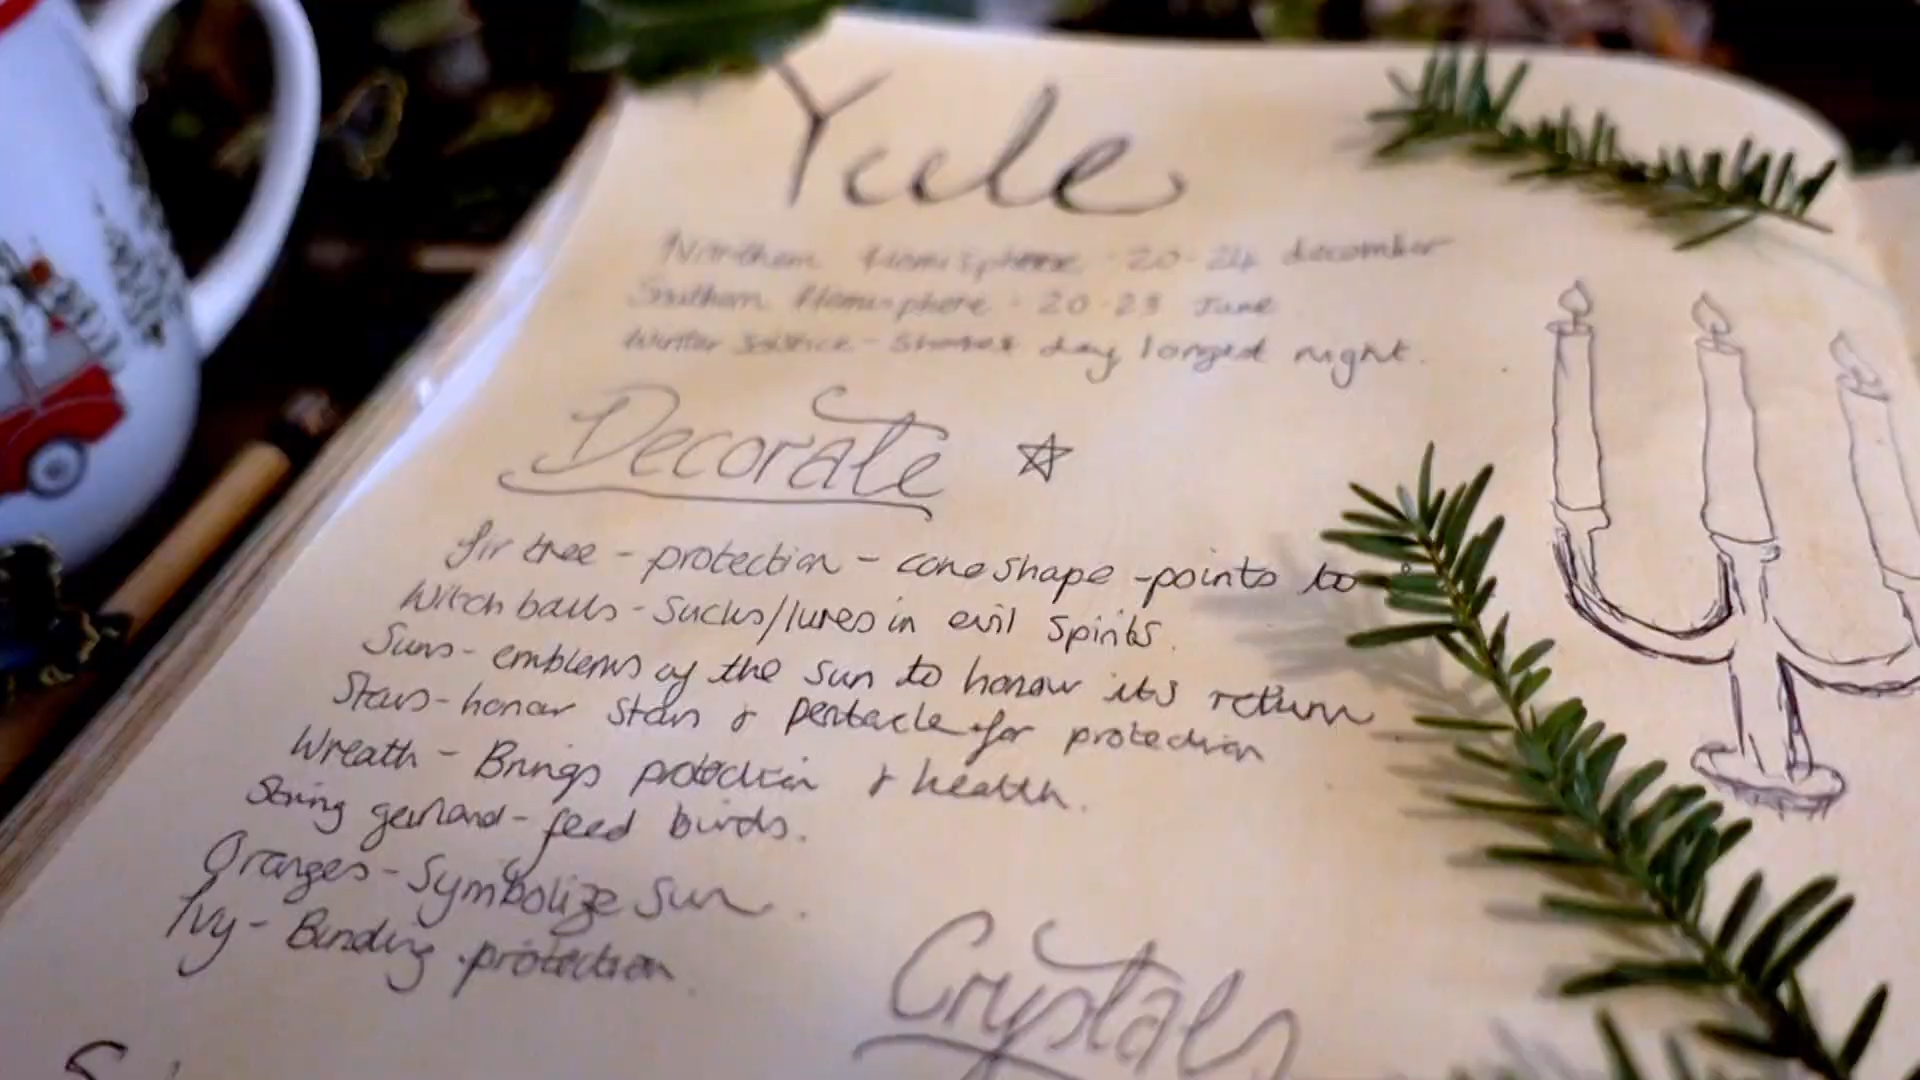 Yule
Northern Hemisphere - 20-24 december
Southern Hemisphere - 20-23 June
Winter Solstice - Shortest day longest night.
Decorate
fir tree - protection - cone shape - points to
Witch balls - Sucks/lures in evil spirits.
Suns - emblems of the sun to honour its return
Stars - honor stars & pentacle for protection
Wreath - Brings protection & health.
String garland - feed birds.
Oranges - Symbolize Sun.
Ivy - Binding protection.
Crystals